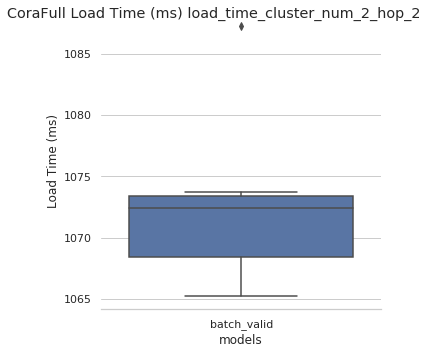 CoraFull Load Time (ms) load_time_cluster_num_2_hop_2
1085
1080
1075
1070
1065
Load Time (ms)
batch_valid
models